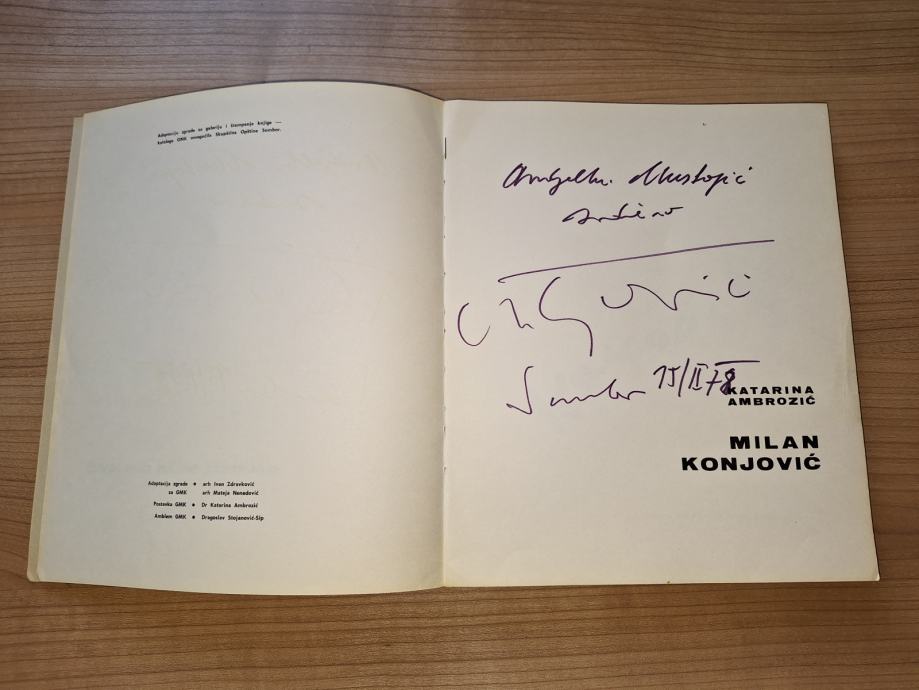 Adaptaciju zgrade za galeriju i štampanje knjige —
kataloga GMK omogućila Skupština Opštine Sombor.
Adaptacija zgrade • arh Ivan Zdravković
za GMK arh Mateja Nenadović
Postavka GMK • Dr Katarina Ambrozić
Amblem GMK • Dragoslav Stojanović-Sip
Sombor 15/II 78
KATARINA
AMBROZIĆ
MILAN
KONJOVIĆ